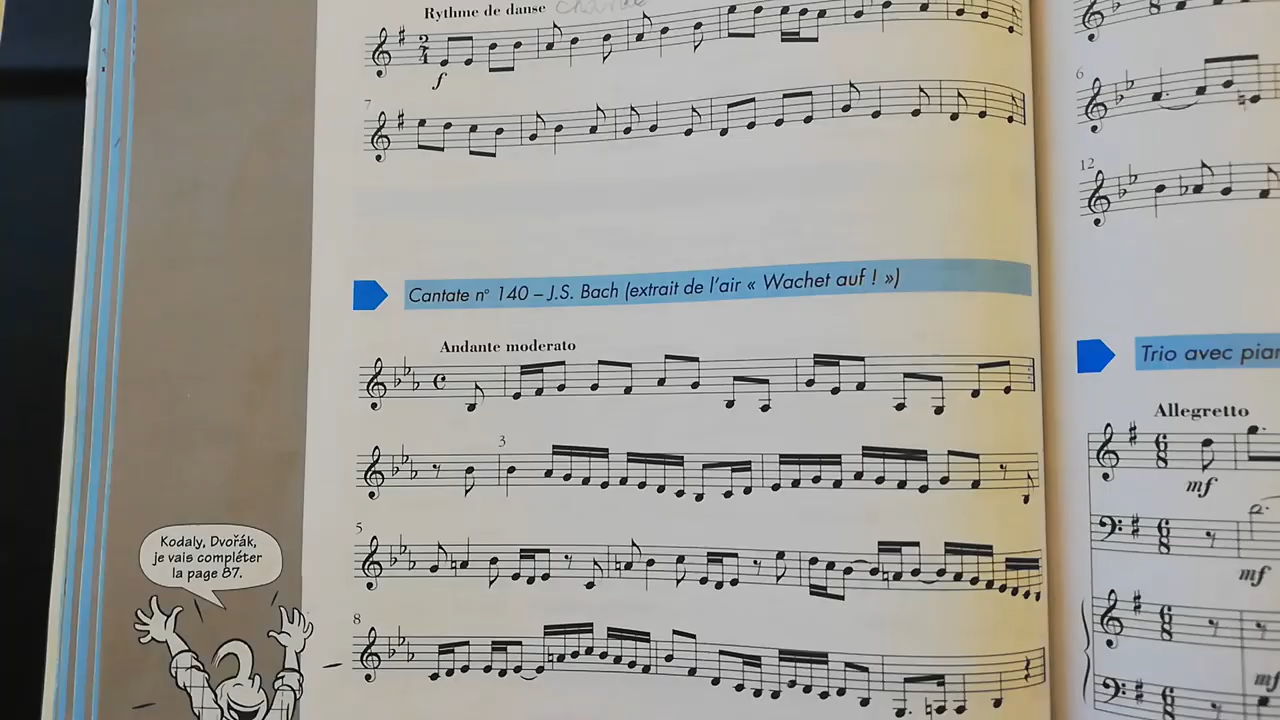 Rythme de danse
f
7
Cantate n° 140 – J.S. Bach (extrait de l'air « Wachet auf ! »)
Andante moderato
3
5
8
Kodaly, Dvořák,
je vais compléter
la page 87.
6
12
Trio avec pian
Allegretto
mf
mf
mf